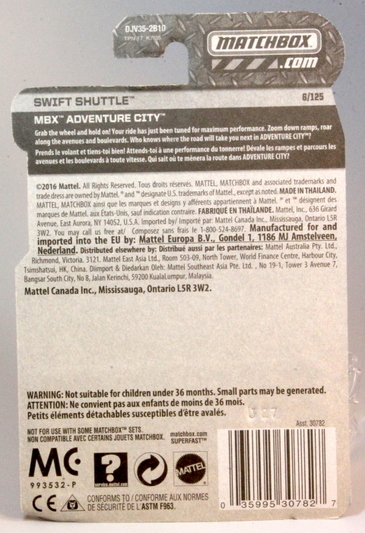 DJV35-2B10
MATCHBOX
.com
SWIFT SHUTTLE™
6/125
MBX™ ADVENTURE CITY™
Grab the wheel and hold on! Your ride has just been tuned for maximum performance. Zoom down ramps, roar
along the avenues and boulevards. Who knows where the road will take you next in ADVENTURE CITY™?
Prends le volant et tiens-toi bien! Attends-toi à une performance du tonnerre! Dévale les rampes et parcours les
avenues et les boulevards à toute vitesse. Qui sait où te mènera la route dans ADVENTURE CITY?
©2016 Mattel. All Rights Reserved. Tous droits réservés. MATTEL, MATCHBOX and associated trademarks and
trade dress are owned by Mattel. ® and ™ designate U.S. trademarks of Mattel, except as noted. MADE IN THAILAND.
MATTEL, MATCHBOX ainsi que les marques et designs y afférents appartiennent à Mattel. ® et ™ désignent des
marques de Mattel aux États-Unis, sauf indication contraire. FABRIQUÉ EN THAÏLANDE. Mattel, Inc., 636 Girard
Avenue, East Aurora, NY 14052, U.S.A. Imported by/ importé par: Mattel Canada Inc., Mississauga, Ontario L5R
3W2. You may call us free at/ Composez sans frais le 1-800-524-8697. Manufactured for and
imported into the EU by: Mattel Europa B.V., Gondel 1, 1186 MJ Amstelveen,
Nederland. Distributed elsewhere by: Distribué aussi par les partenaires: Mattel Australia Pty. Ltd.,
Richmond, Victoria. 3121. Mattel East Asia Ltd., Room 503-09, North Tower, World Finance Centre, Harbour City,
Tsimshatsui, HK, China. Diimport & Diedarkan Oleh: Mattel Southeast Asia Pte. Ltd., No 19-1, Tower 3 Avenue 7,
Bangsar South City, No 8, Jalan Kerinchi, 59200 Kuala Lumpur, Malaysia.
Mattel Canada Inc., Mississauga, Ontario L5R 3W2.
WARNING: Not suitable for children under 36 months. Small parts may be generated.
ATTENTION: Ne convient pas aux enfants de moins de 36 mois.
Petits éléments détachables susceptibles d'être avalés.
NOT FOR USE WITH SOME MATCHBOX SETS.
NON COMPATIBLE AVEC CERTAINS JOUETS MATCHBOX.
matchbox.com
SUPERFAST™
Asst. 30782
MC
993532-P
?
0-3
MATTEL
CE
CONFORMS TO / CONFORME AUX NORMES
DE SÉCURITÉ DE L'ASTM F963.
0 35995 30782 7